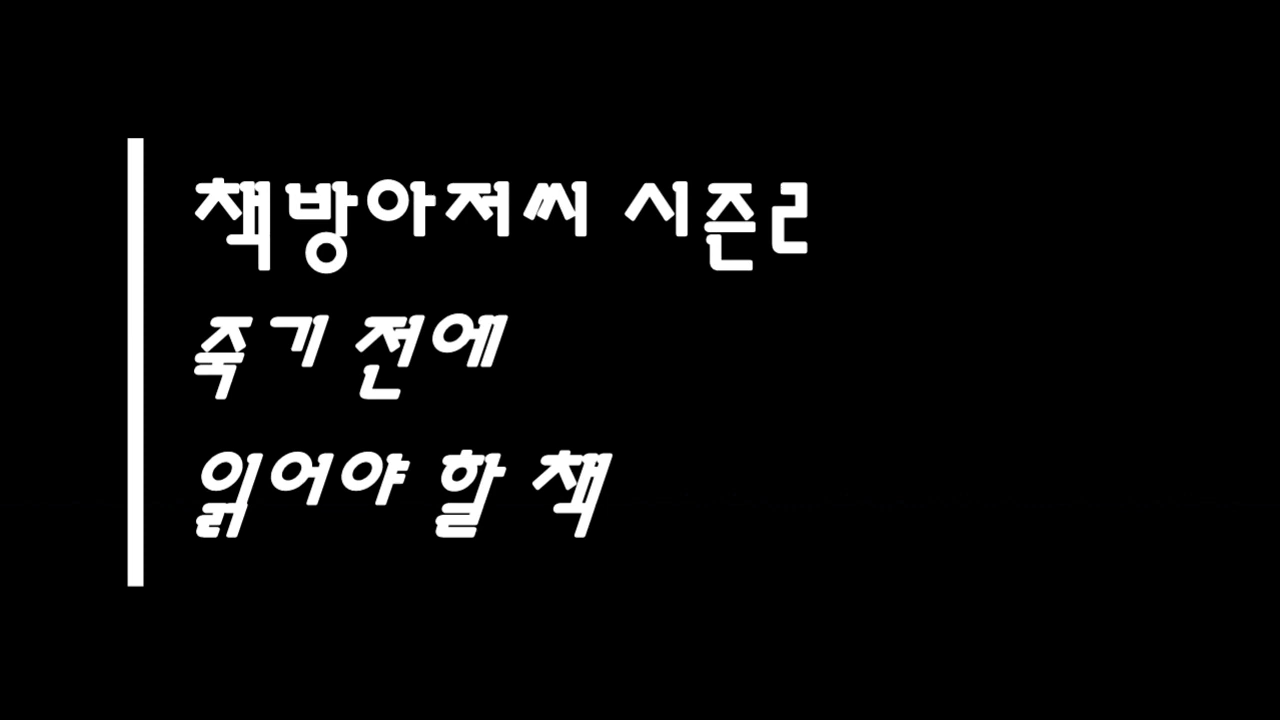 책방아저씨 시즌2
죽기 전에
읽어야 할 책